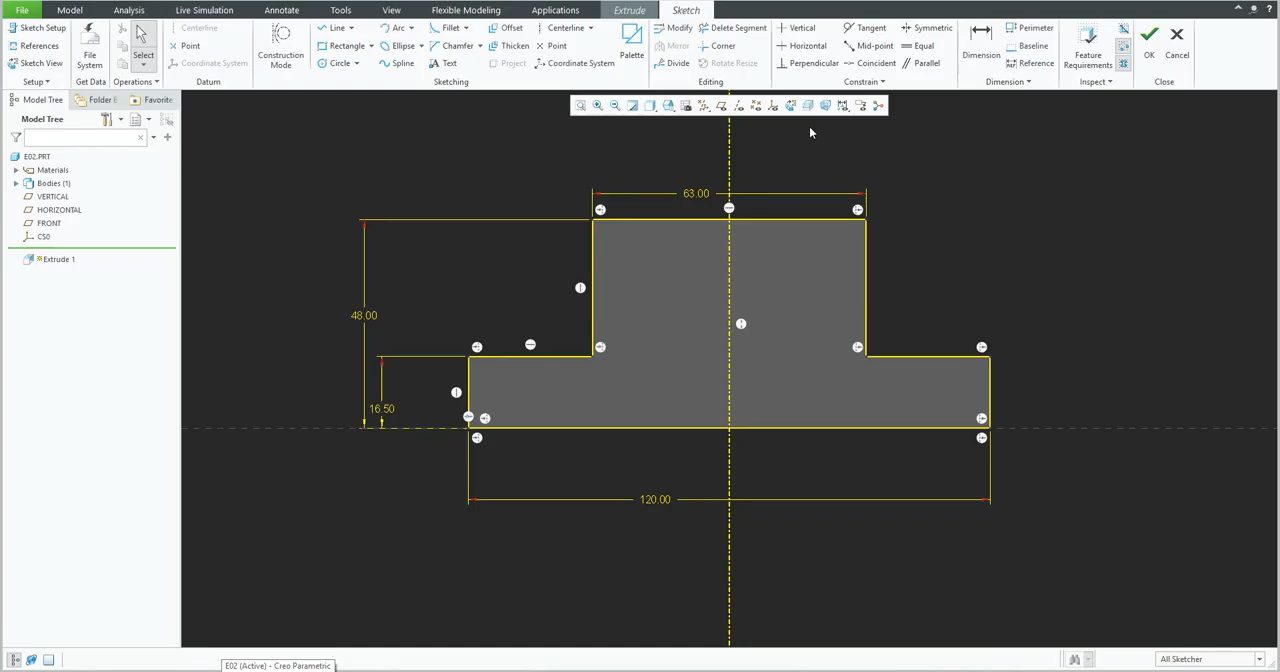 File Model Analysis Live Simulation Annotate Tools View Flexible Modeling Applications Extrude Sketch
Sketch Setup
References
Sketch View
Setup
File
System
Get Data
Select
Operations
Centerline
Point
Coordinate System
Datum
Construction
Mode
Line Arc Fillet Offset Centerline
Rectangle Ellipse Chamfer Thicken Point
Circle Spline Text Project Coordinate System
Palette
Sketching
Modify Delete Segment
Mirror Corner
Divide Rotate Resize
Editing
Vertical Tangent Symmetric
Horizontal Mid-point Equal
Perpendicular Coincident Parallel
Constrain
Dimension
Perimeter
Baseline
Reference
Dimension
Feature
Requirements
Inspect
OK Cancel
Close
Model Tree Folder B Favorite
Model Tree
E02.PRT
Materials
Bodies (1)
VERTICAL
HORIZONTAL
FRONT
CS0
Extrude 1
63.00
48.00
16.50
120.00
E02 (Active) - Creo Parametric
All Sketcher